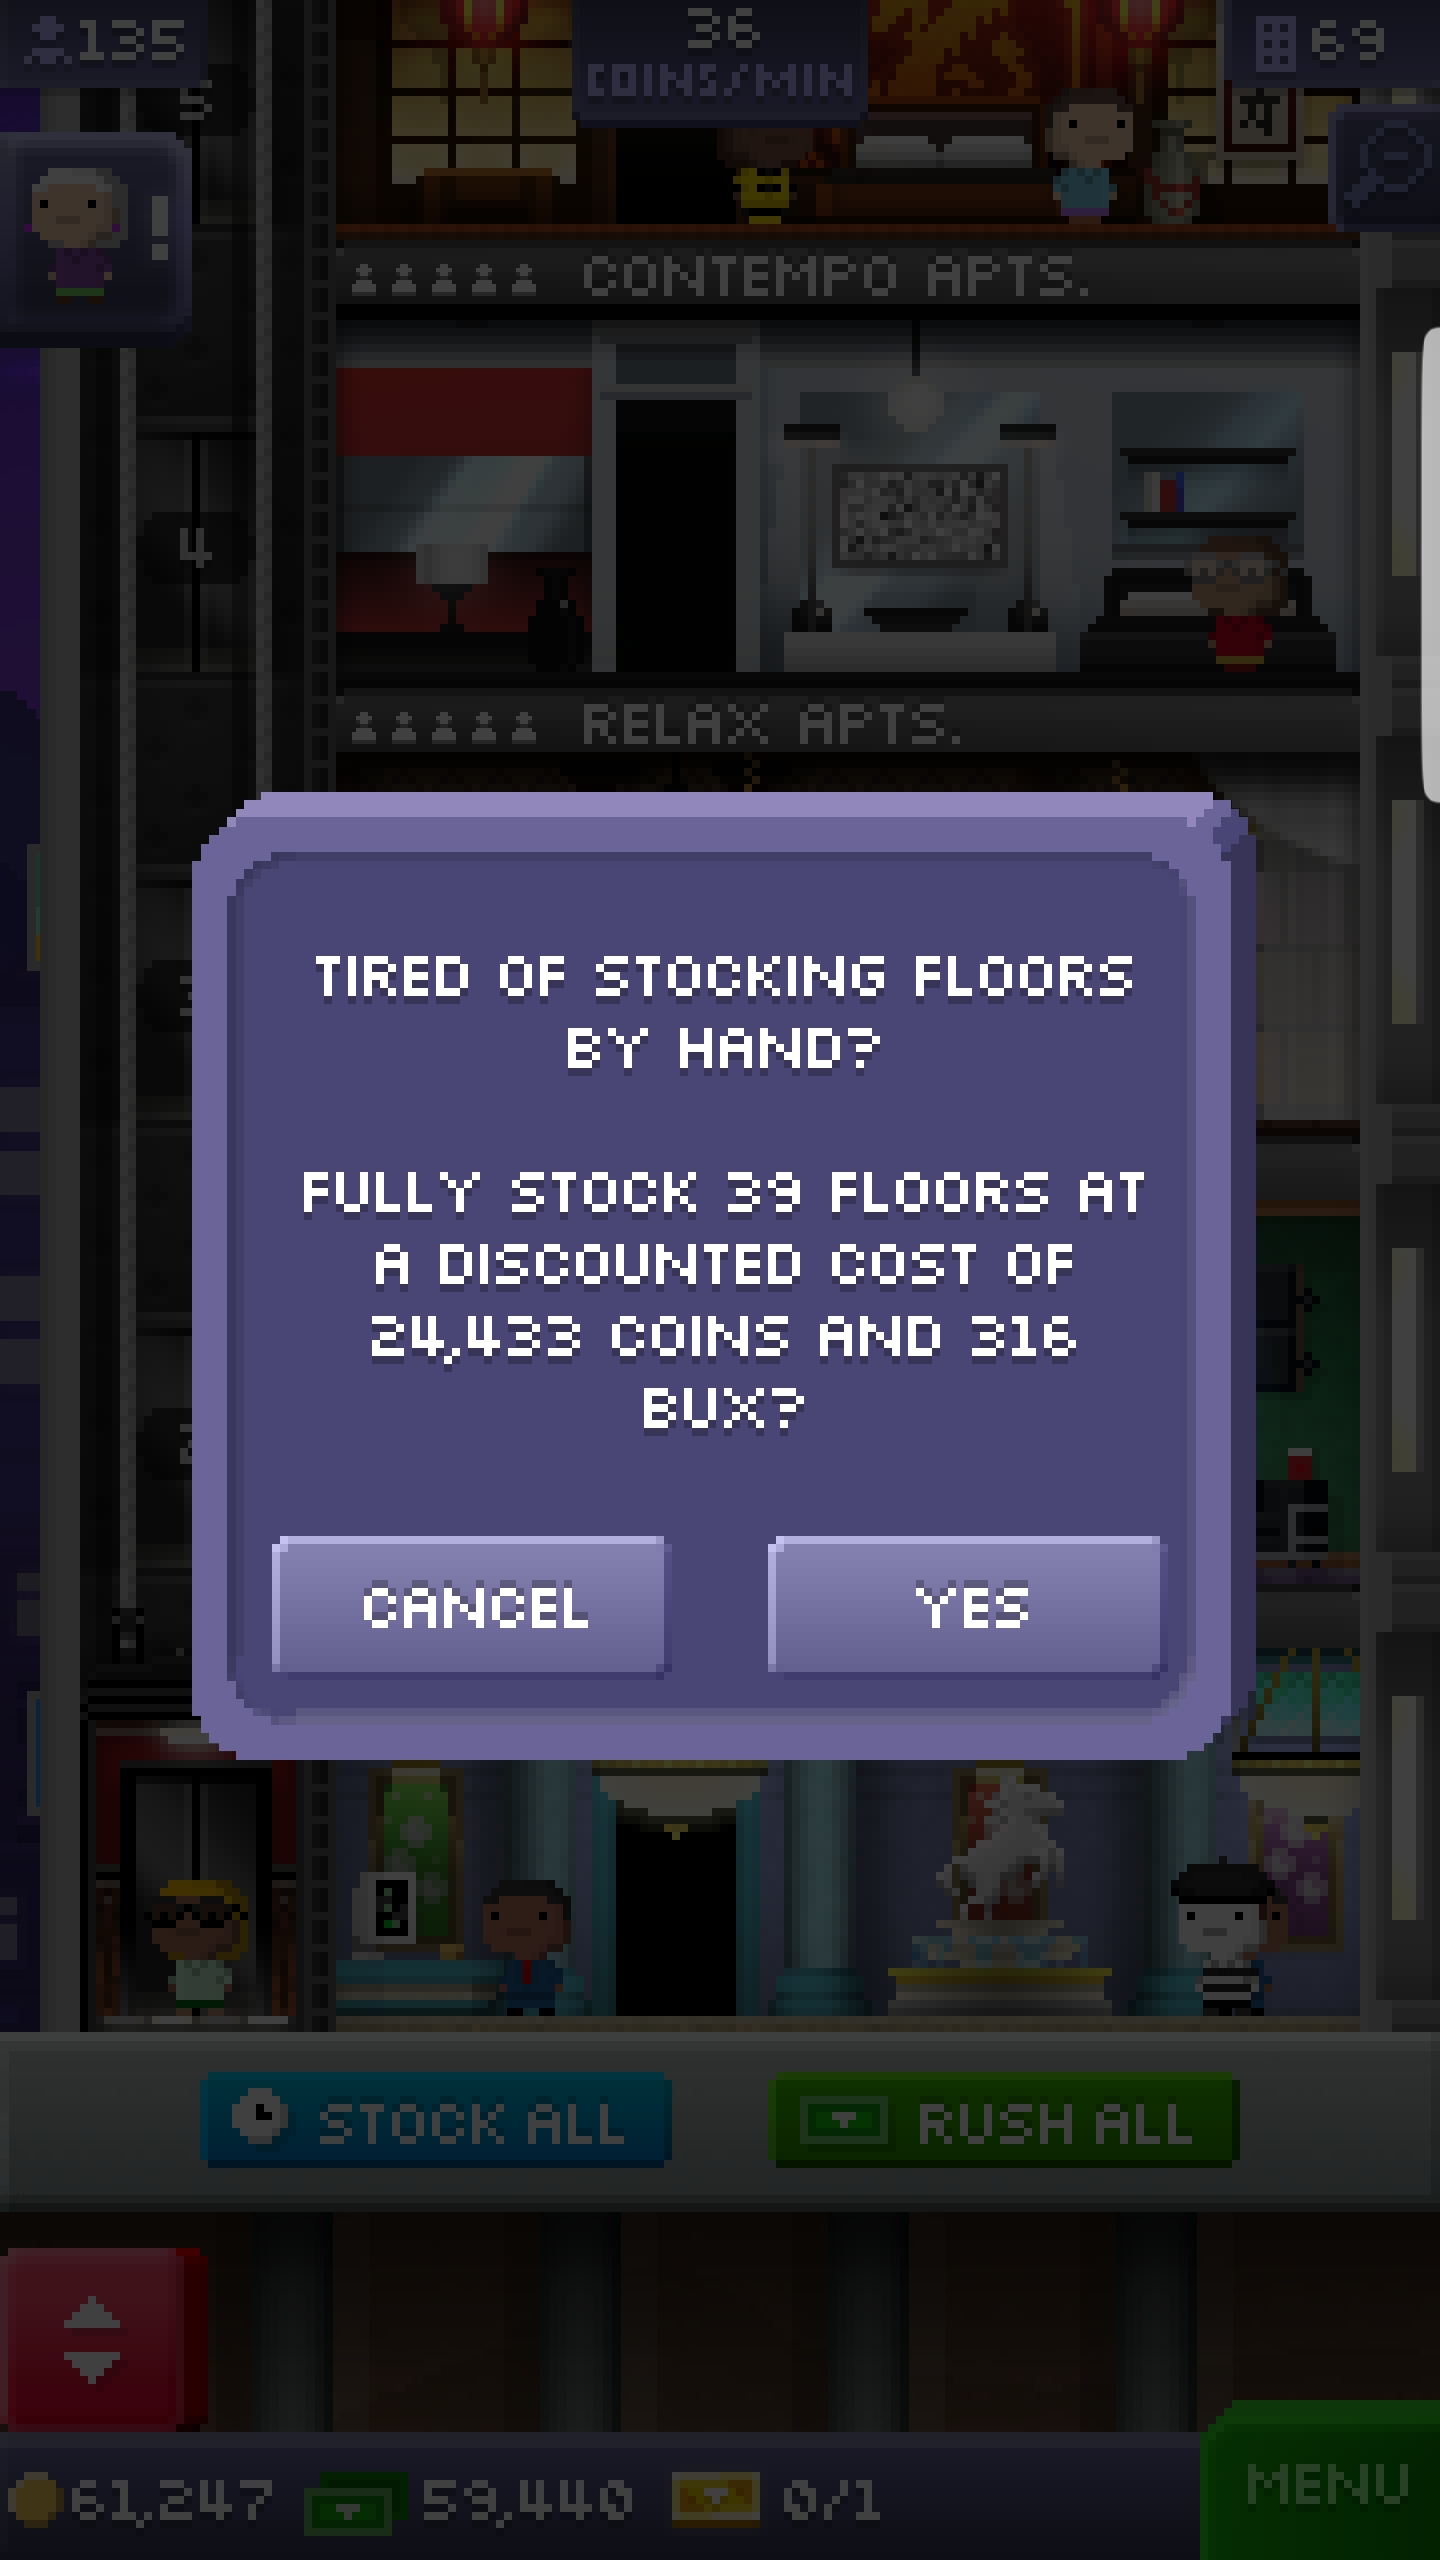 135
36
COINS/MIN
69
5
!
CONTEMPO APTS.
4
RELAX APTS.
TIRED OF STOCKING FLOORS
BY HAND?
FULLY STOCK 39 FLOORS AT
A DISCOUNTED COST OF
24,433 COINS AND 316
BUX?
CANCEL
YES
STOCK ALL
RUSH ALL
61,247
59,440
0/1
MENU